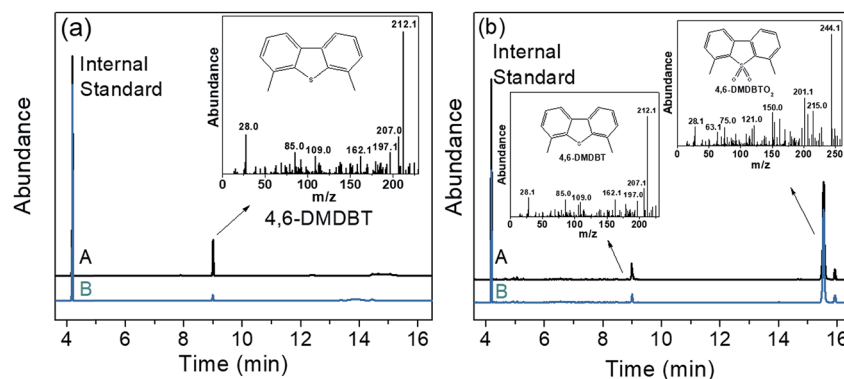 (a)
Internal
Standard
Abundance
S
212.1
28.0
85.0
109.0
162.1
197.1
207.0
0 50 100 150 200
m/z
Abundance
4,6-DMDBT
A
B
4 6 8 10 12 14 16
Time (min)
(b)
Internal
Standard
Abundance
S
4,6-DMDBT
212.1
28.1
85.0
109.0
162.1
197.0
207.1
0 50 100 150 200
m/z
Abundance
S
O O
4,6-DMDBTO2
244.1
28.1
63.1
75.0
121.0
150.0
201.1
215.0
0 50 100 150 200 250
m/z
Abundance
A
B
4 6 8 10 12 14 16
Time (min)